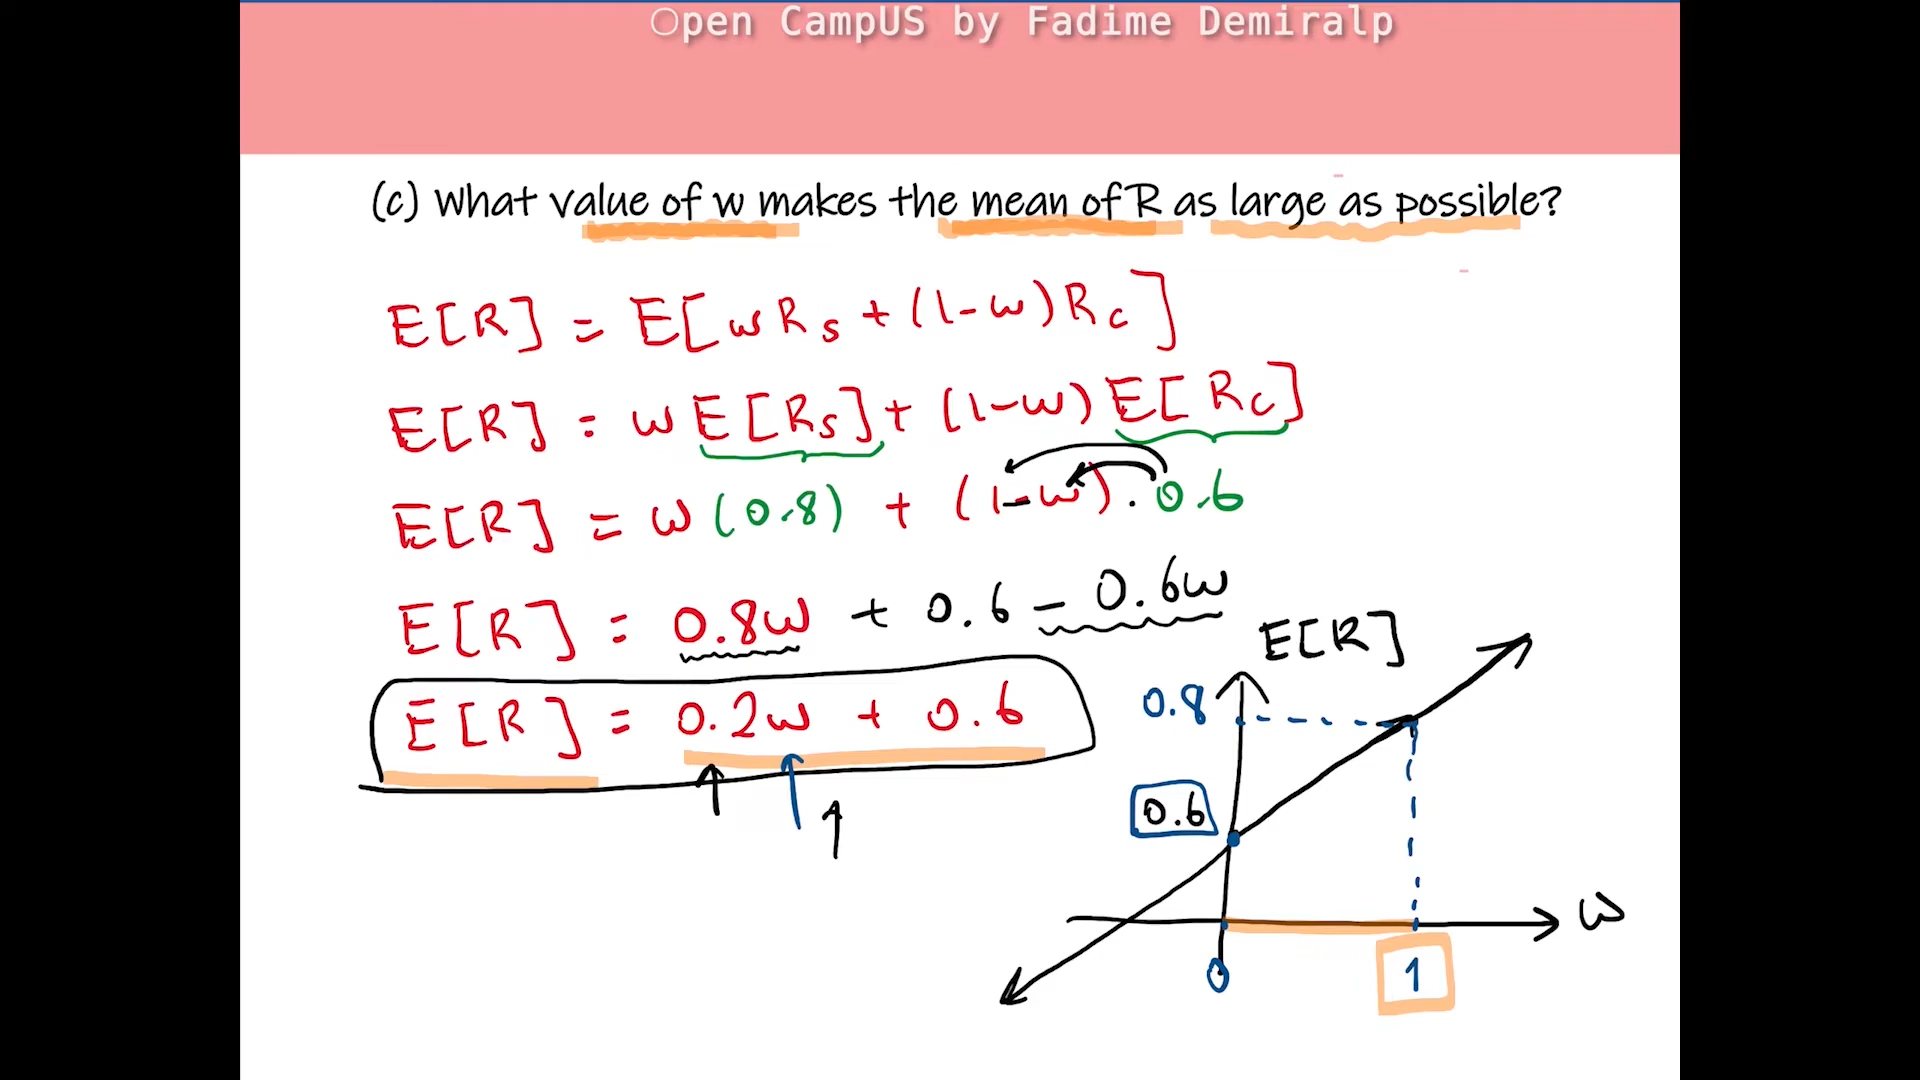 Open CampUS by Fadime Demiralp
(c) What value of w makes the mean of R as large as possible?
E[R] = E[wRs + (1-w)Rc]
E[R] = wE[Rs] + (1-w)E[Rc]
E[R] = w(0.8) + (1-w).0.6
E[R] = 0.8w + 0.6 - 0.6w
E[R] = 0.2w + 0.6
E[R]
0.8
0.6
w
0
1